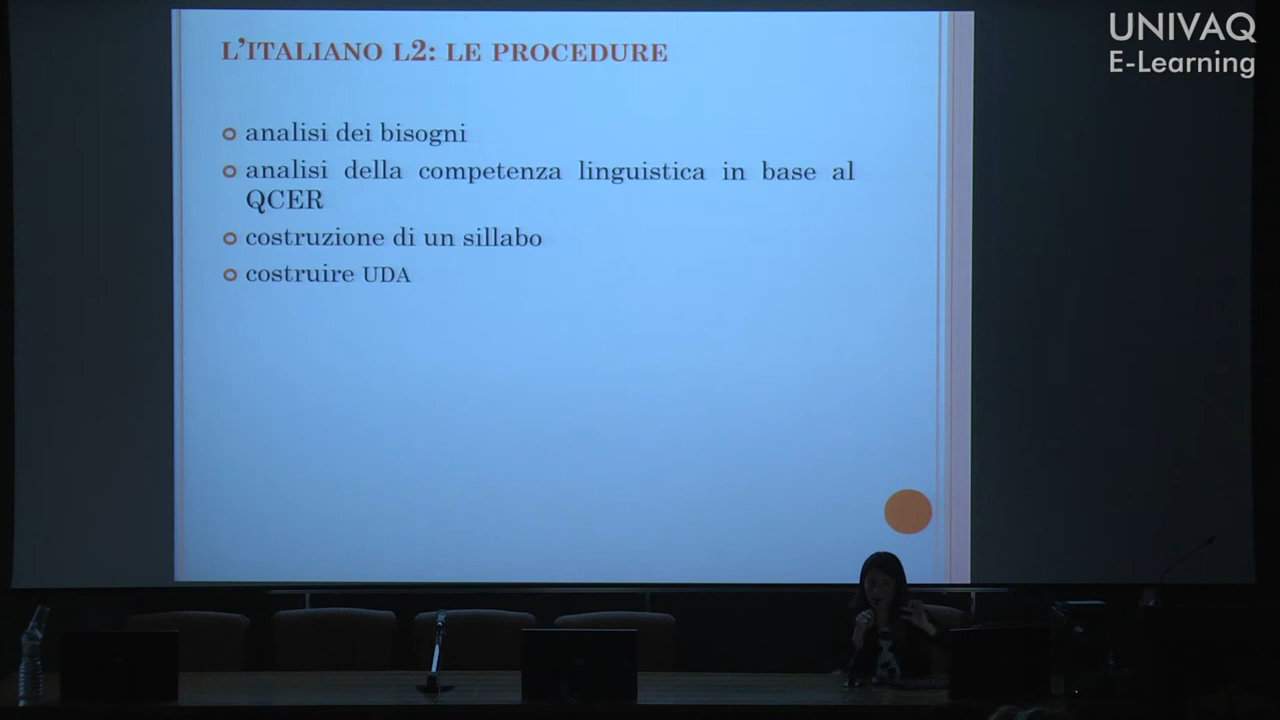 UNIVAQ
E-Learning
L'ITALIANO L2: LE PROCEDURE
analisi dei bisogni
analisi della competenza linguistica in base al
QCER
costruzione di un sillabo
costruire UDA